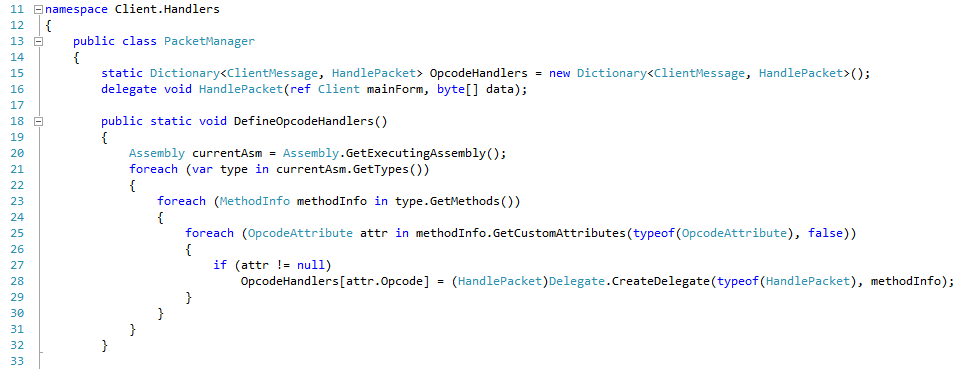 11 namespace Client.Handlers
12 {
13     public class PacketManager
14     {
15         static Dictionary<ClientMessage, HandlePacket> OpcodeHandlers = new Dictionary<ClientMessage, HandlePacket>();
16         delegate void HandlePacket(ref Client mainForm, byte[] data);
17
18         public static void DefineOpcodeHandlers()
19         {
20             Assembly currentAsm = Assembly.GetExecutingAssembly();
21             foreach (var type in currentAsm.GetTypes())
22             {
23                 foreach (MethodInfo methodInfo in type.GetMethods())
24                 {
25                     foreach (OpcodeAttribute attr in methodInfo.GetCustomAttributes(typeof(OpcodeAttribute), false))
26                     {
27                         if (attr != null)
28                             OpcodeHandlers[attr.Opcode] = (HandlePacket)Delegate.CreateDelegate(typeof(HandlePacket), methodInfo);
29                     }
30                 }
31             }
32         }
33